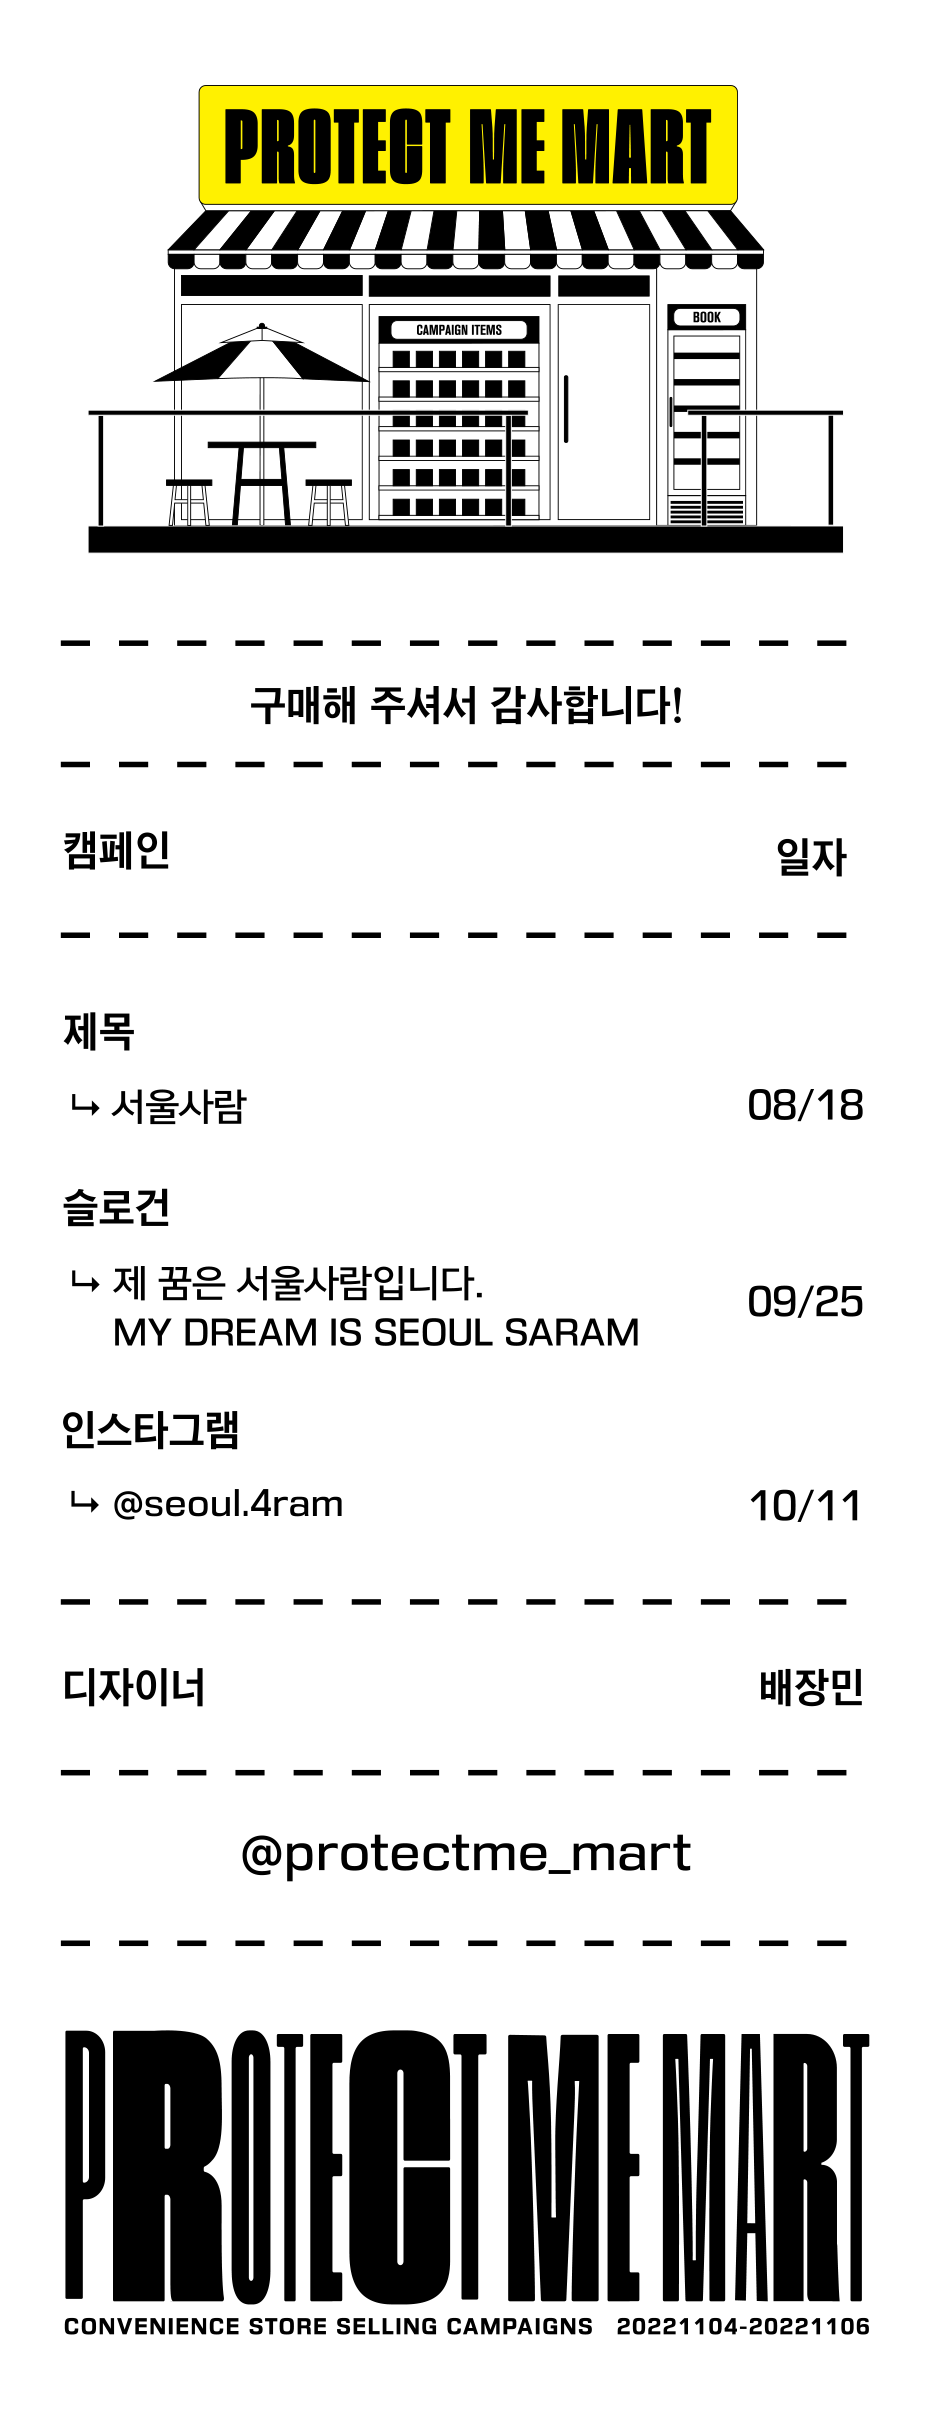 PROTECT ME MART
CAMPAIGN ITEMS
BOOK
구매해 주셔서 감사합니다!
캠페인 일자
제목
↳ 서울사람 08/18
슬로건
↳ 제 꿈은 서울사람입니다.
MY DREAM IS SEOUL SARAM 09/25
인스타그램
↳ @seoul.4ram 10/11
디자이너 배장민
@protectme_mart
PROTECT ME MART
CONVENIENCE STORE SELLING CAMPAIGNS 20221104-20221106